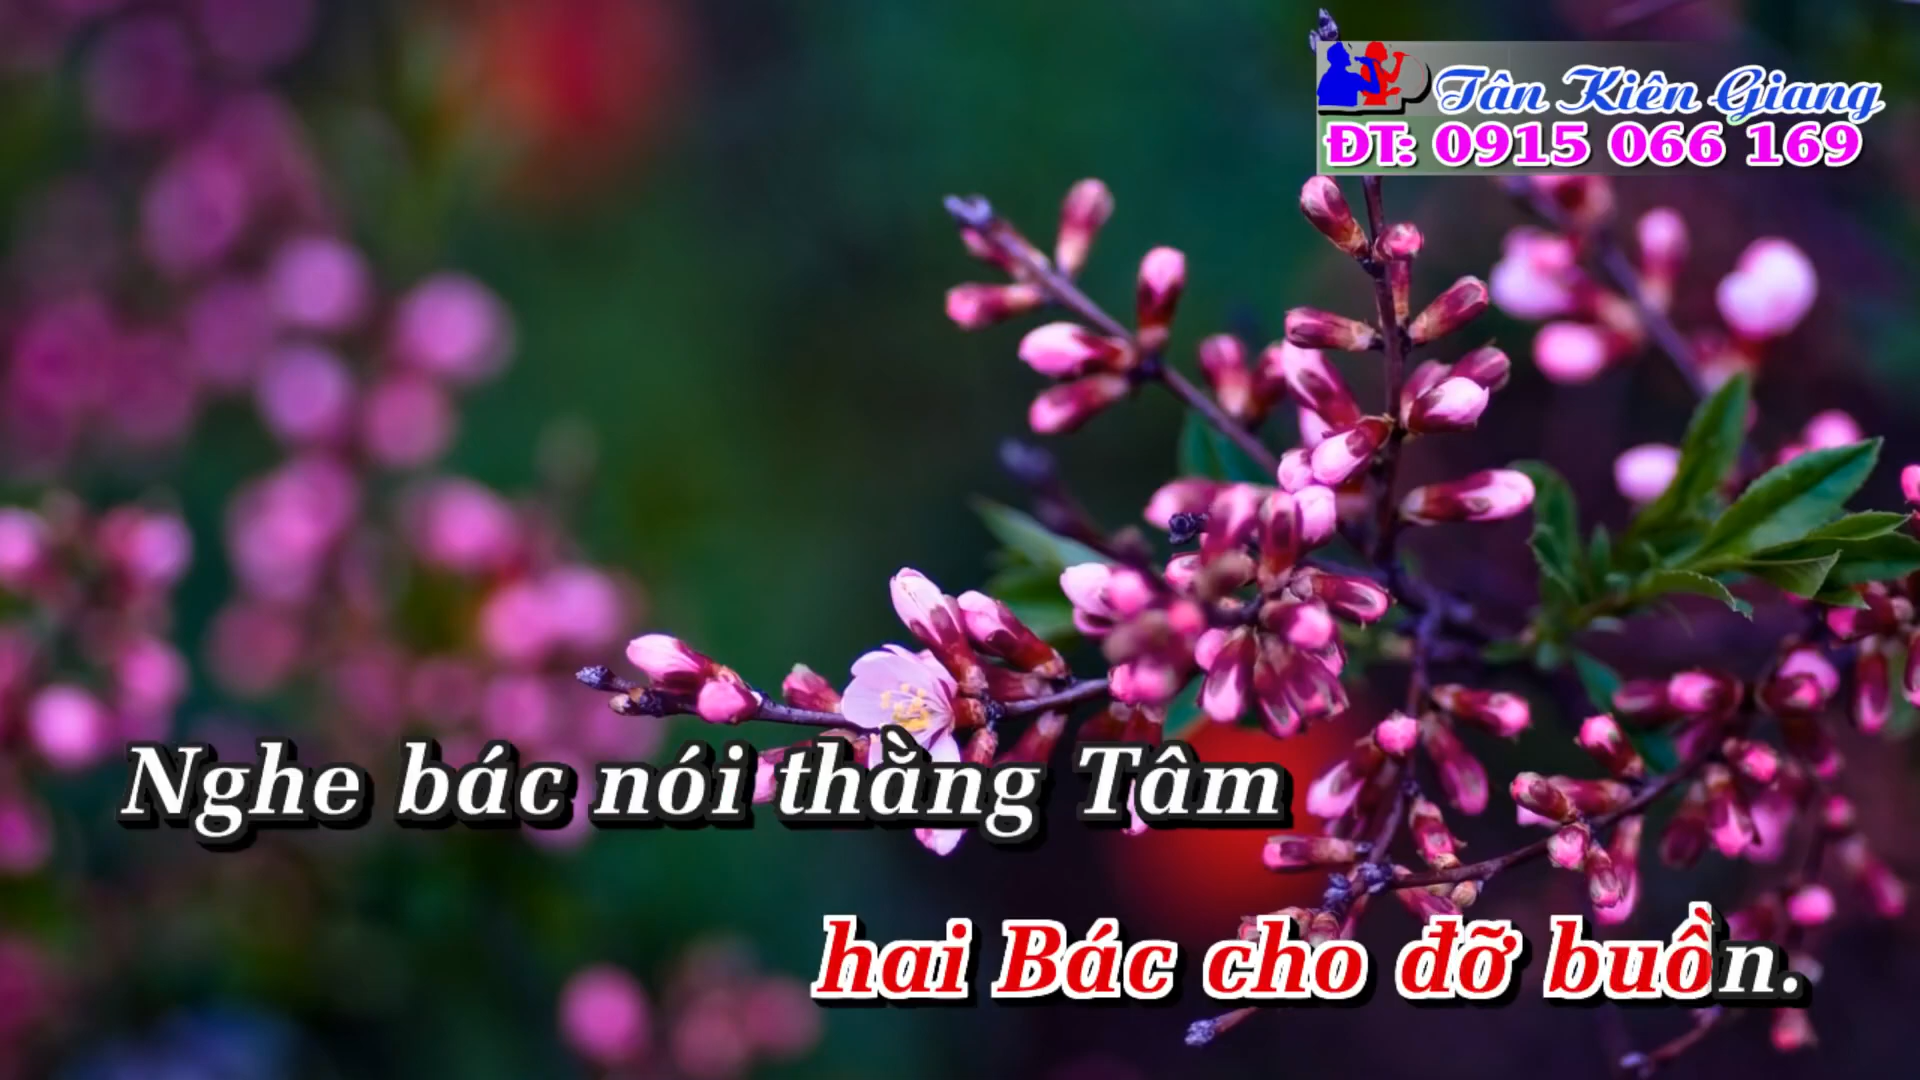 Tân Kiên Giang
ĐT: 0915 066 169
Nghe bác nói thằng Tâm
hai Bác cho đỡ buồn.